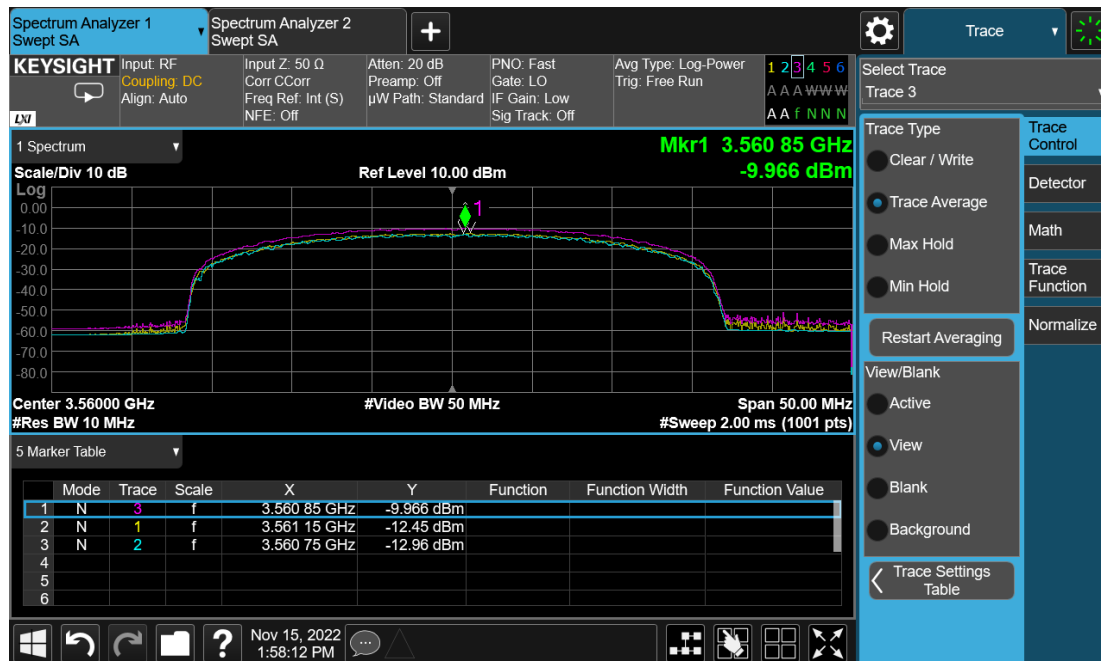 Spectrum Analyzer 1
Swept SA
Spectrum Analyzer 2
Swept SA
Trace
KEYSIGHT
LXI
Input: RF
Coupling: DC
Align: Auto
Input Z: 50 Ω
Corr CCorr
Freq Ref: Int (S)
NFE: Off
Atten: 20 dB
Preamp: Off
µW Path: Standard
PNO: Fast
Gate: LO
IF Gain: Low
Sig Track: Off
Avg Type: Log-Power
Trig: Free Run
1 2 3 4 5 6
A A A W W W
A A f N N N
Select Trace
Trace 3
1 Spectrum
Mkr1 3.560 85 GHz
-9.966 dBm
Scale/Div 10 dB
Ref Level 10.00 dBm
Log
0.00
-10.0
-20.0
-30.0
-40.0
-50.0
-60.0
-70.0
-80.0
1
Center 3.56000 GHz
#Video BW 50 MHz
Span 50.00 MHz
#Res BW 10 MHz
#Sweep 2.00 ms (1001 pts)
5 Marker Table
Mode Trace Scale X Y Function Function Width Function Value
1 N 3 f 3.560 85 GHz -9.966 dBm
2 N 1 f 3.561 15 GHz -12.45 dBm
3 N 2 f 3.560 75 GHz -12.96 dBm
4
5
6
Trace Type
Clear / Write
Trace Average
Max Hold
Min Hold
Restart Averaging
View/Blank
Active
View
Blank
Background
Trace Settings
Table
Trace
Control
Detector
Math
Trace
Function
Normalize
?
Nov 15, 2022
1:58:12 PM